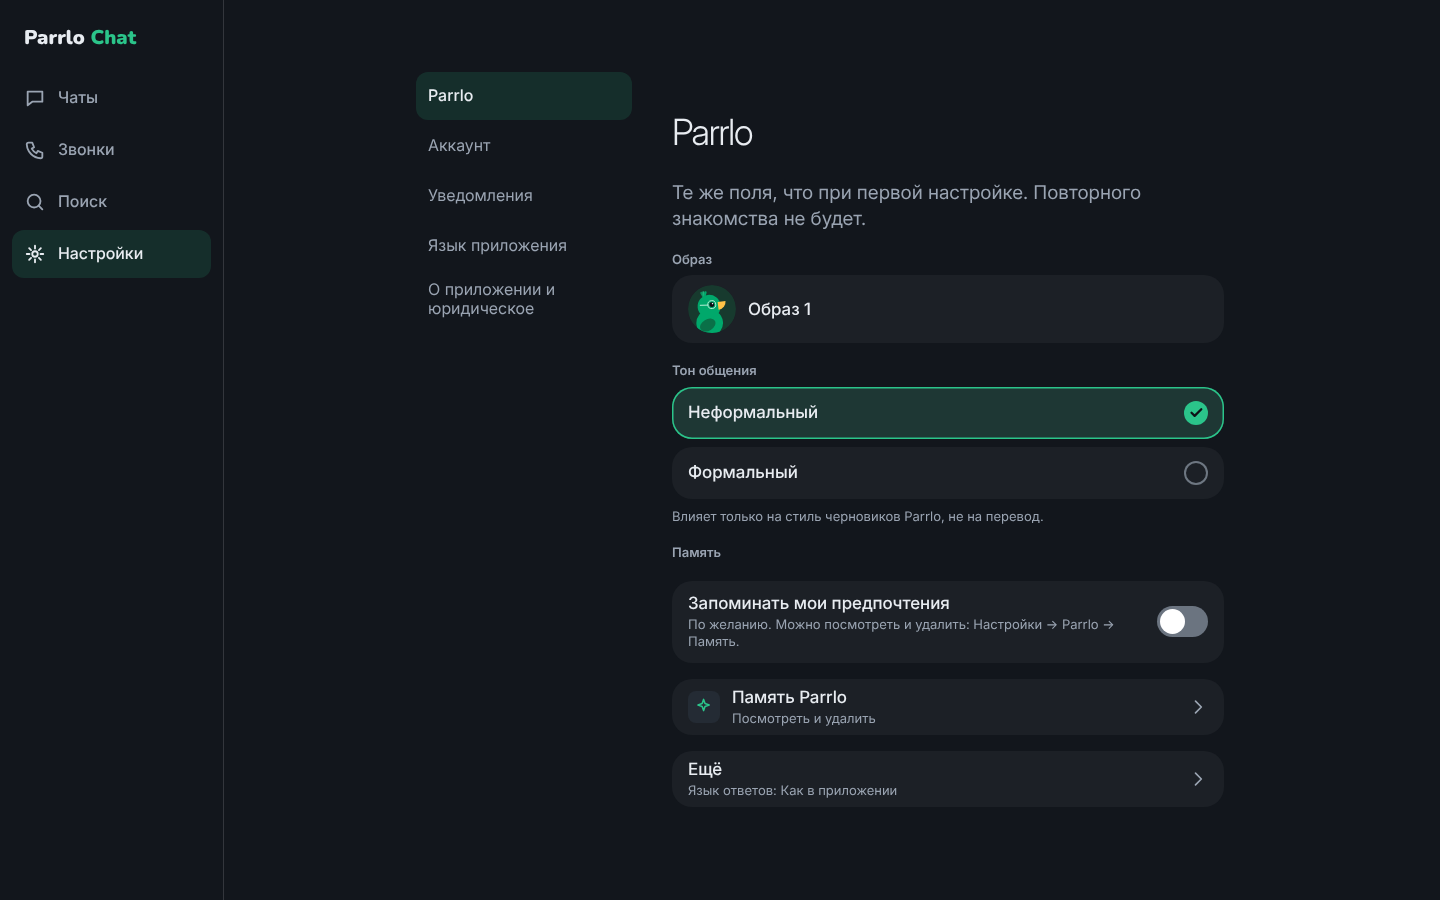 Parrlo Chat
Чаты
Звонки
Поиск
Настройки
Parrlo
Аккаунт
Уведомления
Язык приложения
О приложении и
юридическое
Parrlo
Те же поля, что при первой настройке. Повторного
знакомства не будет.
Образ
Образ 1
Тон общения
Неформальный
Формальный
Влияет только на стиль черновиков Parrlo, не на перевод.
Память
Запоминать мои предпочтения
По желанию. Можно посмотреть и удалить: Настройки → Parrlo →
Память.
Память Parrlo
Посмотреть и удалить
Ещё
Язык ответов: Как в приложении